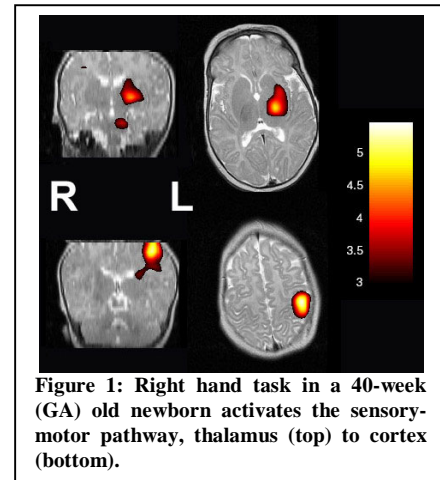 R L
5
4.5
4
3.5
3
Figure 1: Right hand task in a 40-week
(GA) old newborn activates the sensory-
motor pathway, thalamus (top) to cortex
(bottom).